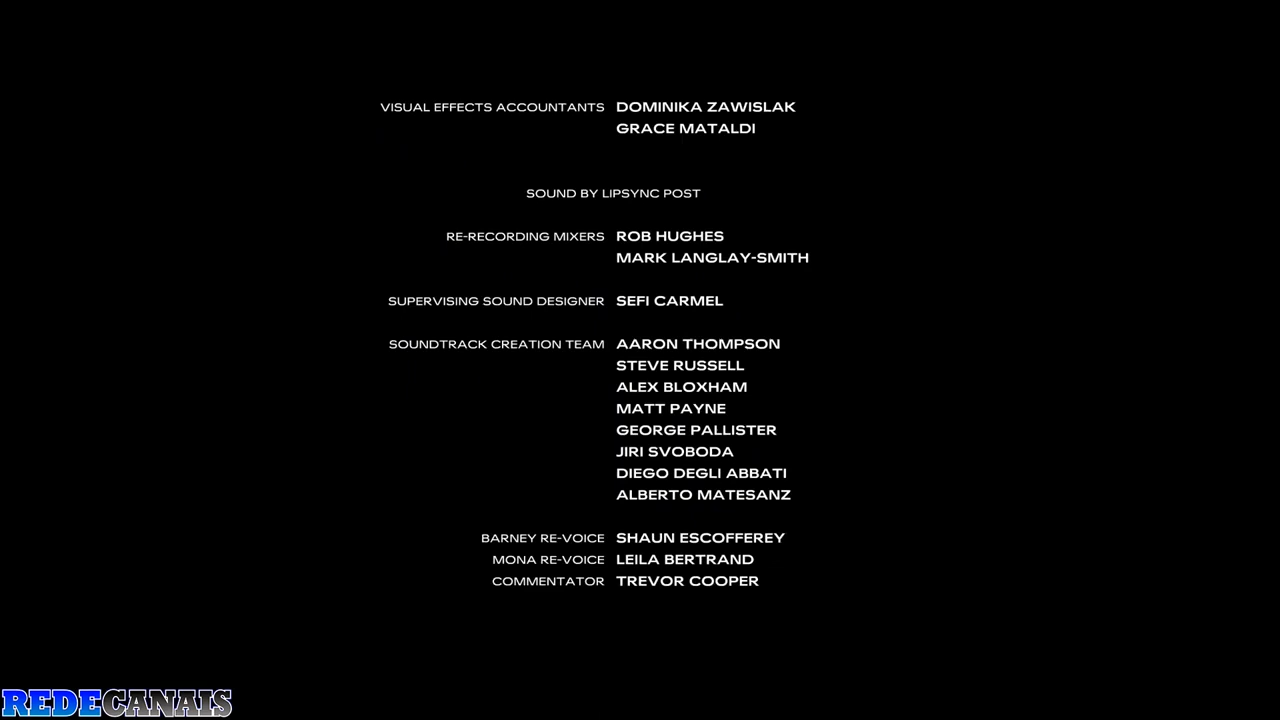 VISUAL EFFECTS ACCOUNTANTS DOMINIKA ZAWISLAK
GRACE MATALDI
SOUND BY LIPSYNC POST
RE-RECORDING MIXERS ROB HUGHES
MARK LANGLAY-SMITH
SUPERVISING SOUND DESIGNER SEFI CARMEL
SOUNDTRACK CREATION TEAM AARON THOMPSON
STEVE RUSSELL
ALEX BLOXHAM
MATT PAYNE
GEORGE PALLISTER
JIRI SVOBODA
DIEGO DEGLI ABBATI
ALBERTO MATESANZ
BARNEY RE-VOICE SHAUN ESCOFFEREY
MONA RE-VOICE LEILA BERTRAND
COMMENTATOR TREVOR COOPER
REDECANAIS